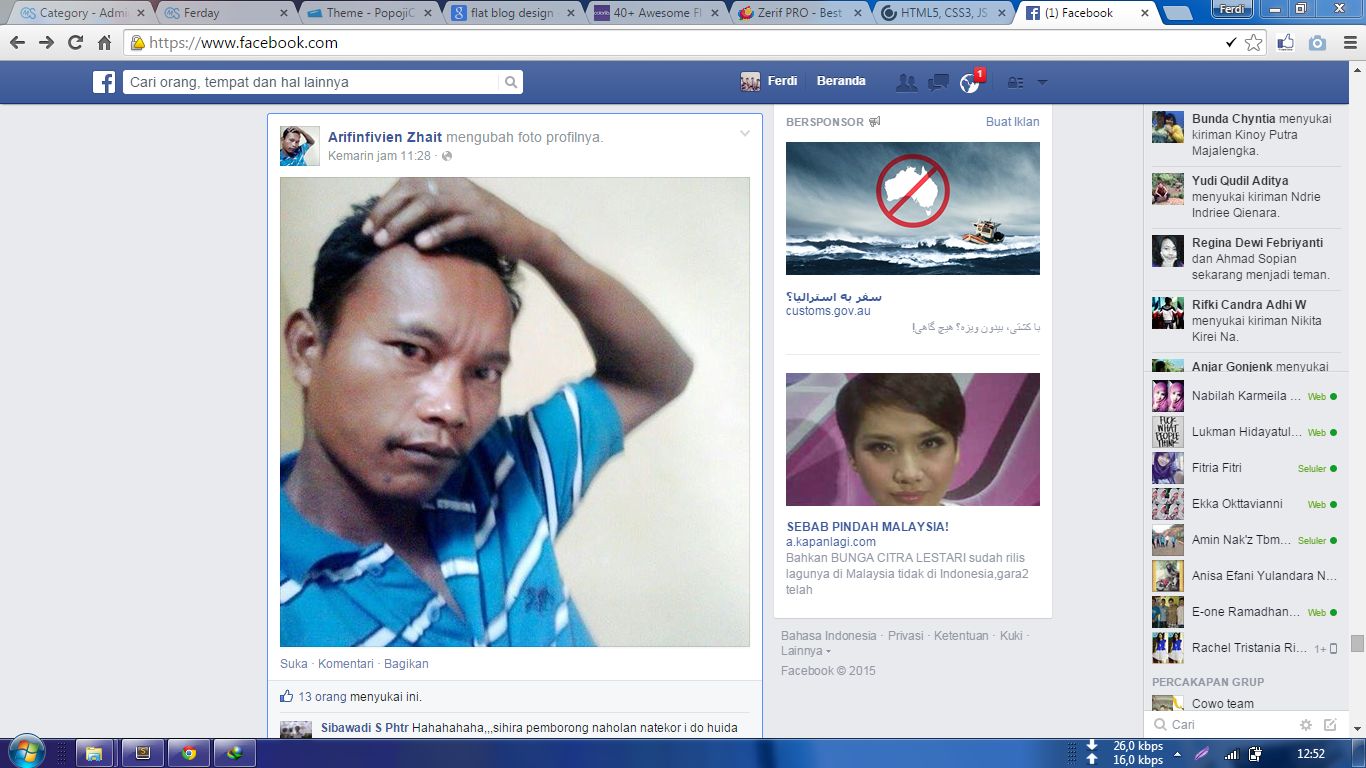 Category - Admi
Ferday
Theme - PopojiC
flat blog design
40+ Awesome Fl
Zerif PRO - Best
HTML5, CSS3, JS
(1) Facebook
Ferdi
https://www.facebook.com
Cari orang, tempat dan hal lainnya
Ferdi
Beranda
1
Arifinfivien Zhait mengubah foto profilnya.
Kemarin jam 11:28 ·
Suka · Komentari · Bagikan
13 orang menyukai ini.
Sibawadi S Phtr Hahahahaha,,,sihira pemborong naholan natekor i do huida
BERSPONSOR
Buat Iklan
سفر به استرالیا؟
customs.gov.au
با کشتی، بدون ویزه؟ هیچ گاهی!
SEBAB PINDAH MALAYSIA!
a.kapanlagi.com
Bahkan BUNGA CITRA LESTARI sudah rilis
lagunya di Malaysia tidak di Indonesia,gara2
telah
Bahasa Indonesia · Privasi · Ketentuan · Kuki ·
Lainnya
Facebook © 2015
Bunda Chyntia menyukai
kiriman Kinoy Putra
Majalengka.
Yudi Qudil Aditya
menyukai kiriman Ndrie
Indriee Qienara.
Regina Dewi Febriyanti
dan Ahmad Sopian
sekarang menjadi teman.
Rifki Candra Adhi W
menyukai kiriman Nikita
Kirei Na.
Anjar Gonjenk menyukai
Nabilah Karmeila ... Web
FUCK WHAT PEOPLE THINK
Lukman Hidayatul... Web
Fitria Fitri Seluler
Ekka Okttavianni Web
Amin Nak'z Tbm... Seluler
Anisa Efani Yulandara N...
E-one Ramadhan... Web
Rachel Tristania Ri... 1+
PERCAKAPAN GRUP
Cowo team
Cari
26,0 kbps
16,0 kbps
12:52